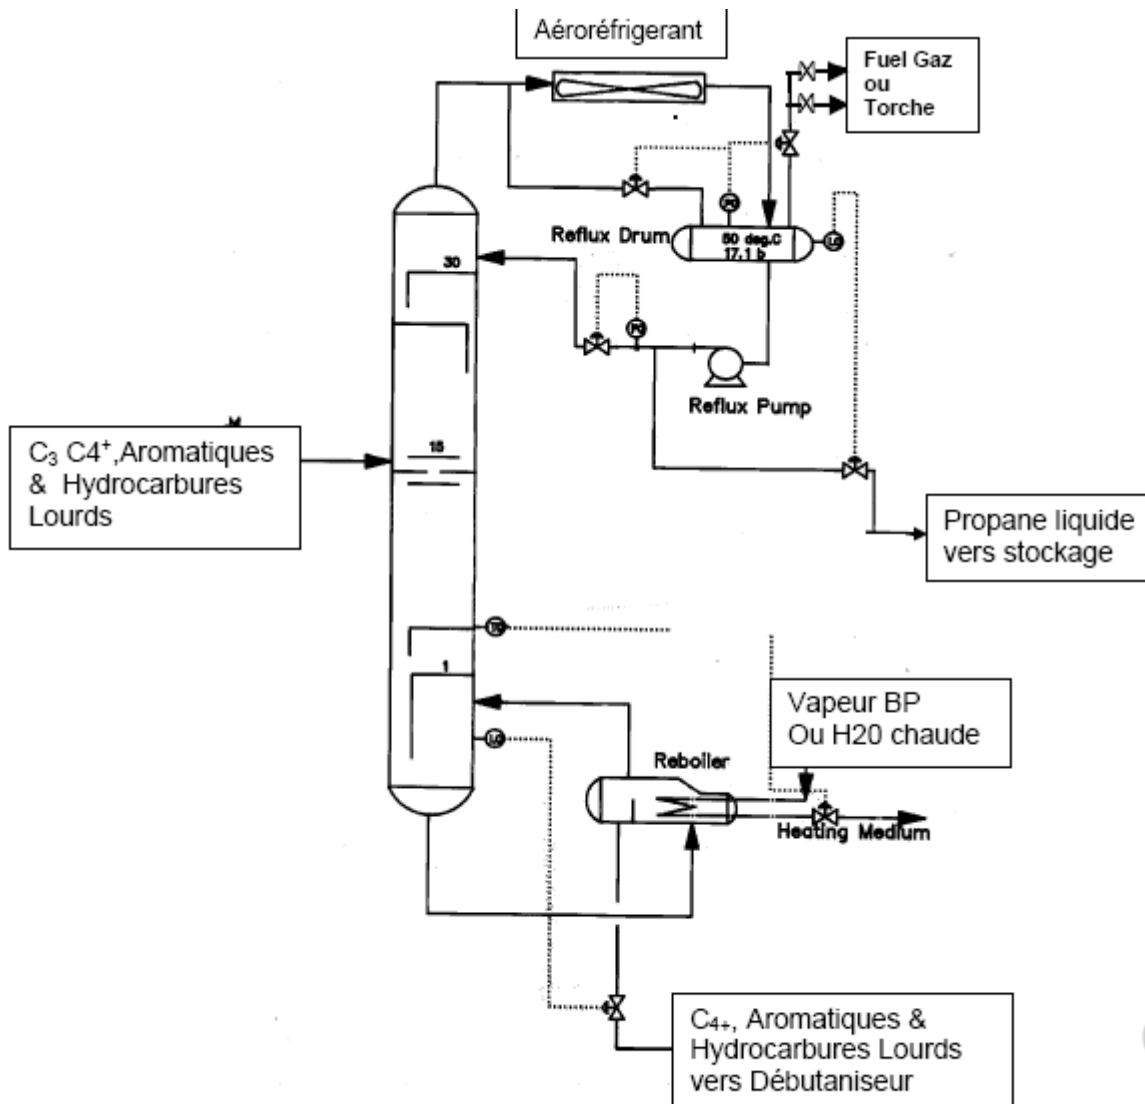 Aéroréfrigerant
Fuel Gaz
ou
Torche
Reflux Drum
50 deg.C
17.1 b
LC
30
Reflux Pump
C₃ C4⁺,Aromatiques
& Hydrocarbures
Lourds
15
Propane liquide
vers stockage
1
LC
Vapeur BP
Ou H20 chaude
Reboiler
Heating Medium
C₄₊, Aromatiques &
Hydrocarbures Lourds
vers Débutaniseur